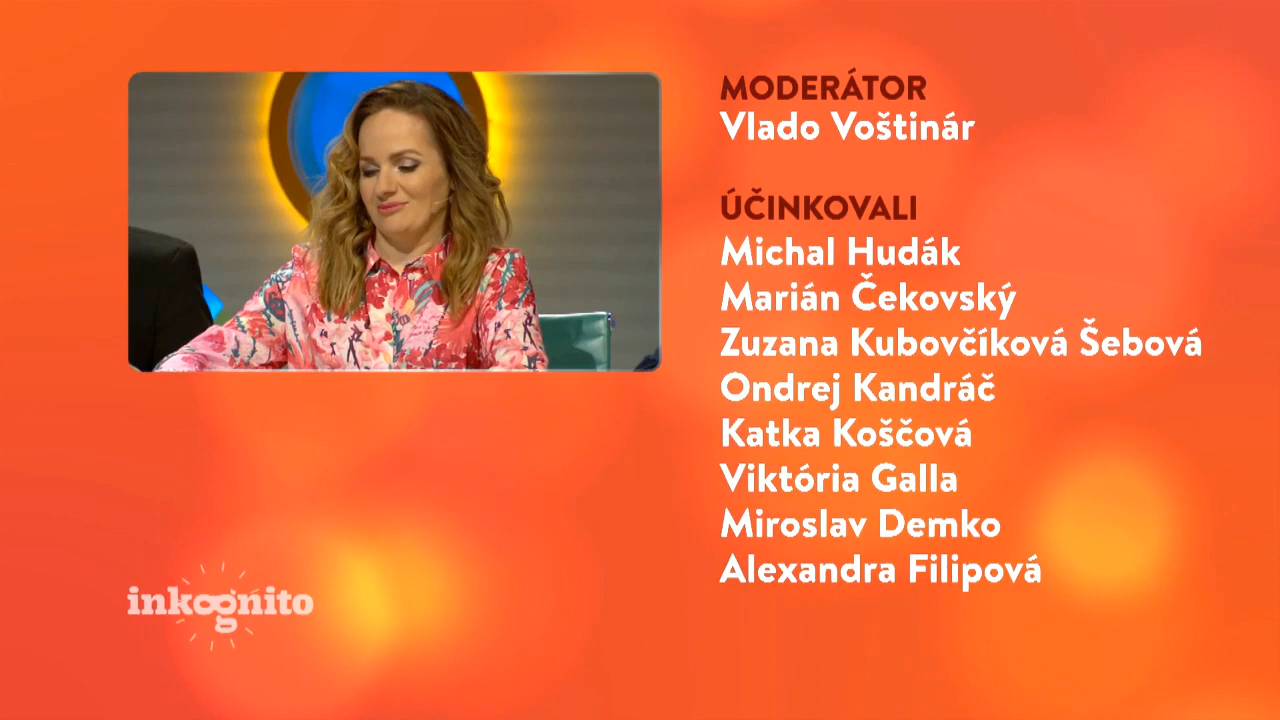 MODERÁTOR
Vlado Voštinár
ÚČINKOVALI
Michal Hudák
Marián Čekovský
Zuzana Kubovčíková Šebová
Ondrej Kandráč
Katka Koščová
Viktória Galla
Miroslav Demko
Alexandra Filipová
inkognito